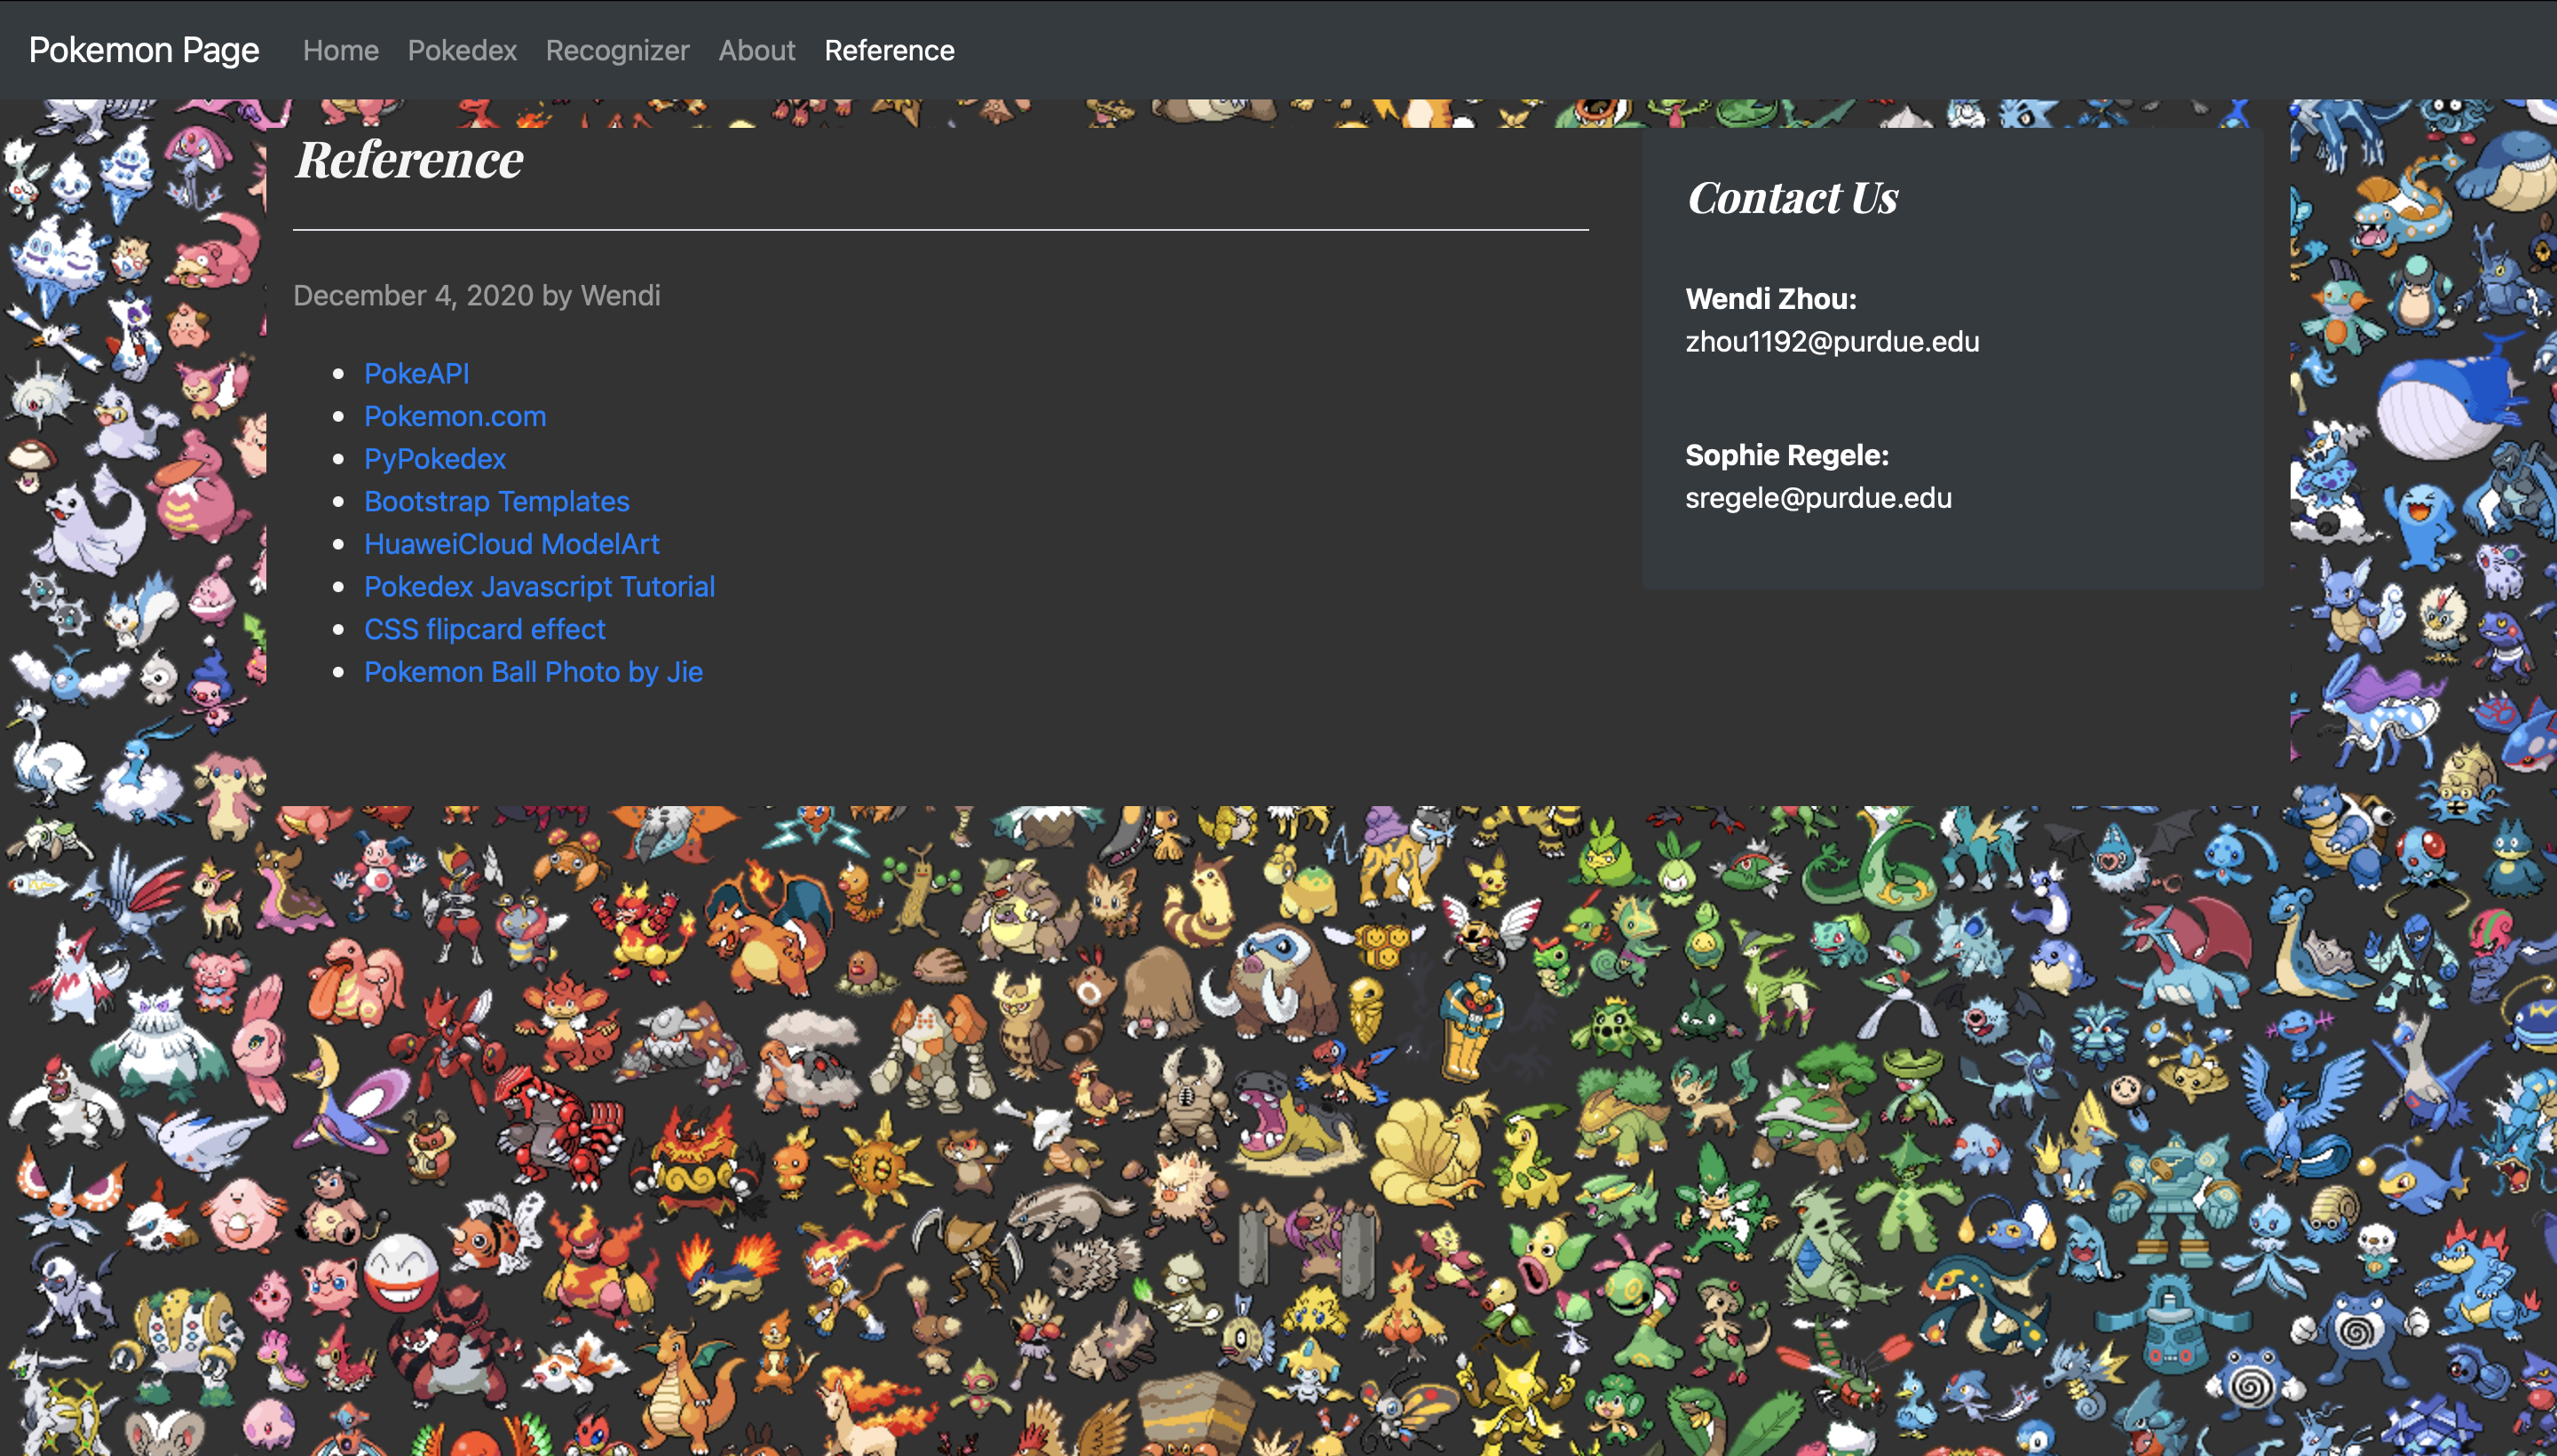 Pokemon Page Home Pokedex Recognizer About Reference
Reference
December 4, 2020 by Wendi
PokeAPI
Pokemon.com
PyPokedex
Bootstrap Templates
HuaweiCloud ModelArt
Pokedex Javascript Tutorial
CSS flipcard effect
Pokemon Ball Photo by Jie
Contact Us
Wendi Zhou:
zhou1192@purdue.edu
Sophie Regele:
sregele@purdue.edu